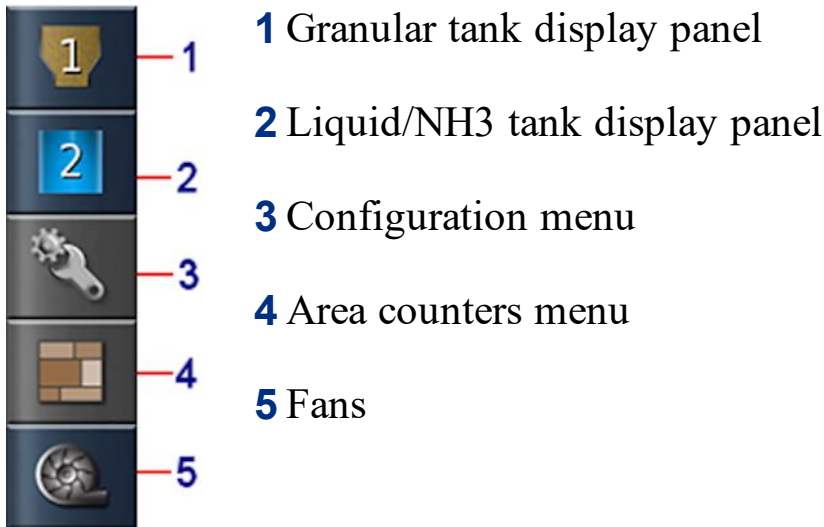 1
1
1 Granular tank display panel
2
2
2 Liquid/NH3 tank display panel
3
3 Configuration menu
4
4 Area counters menu
5
5 Fans